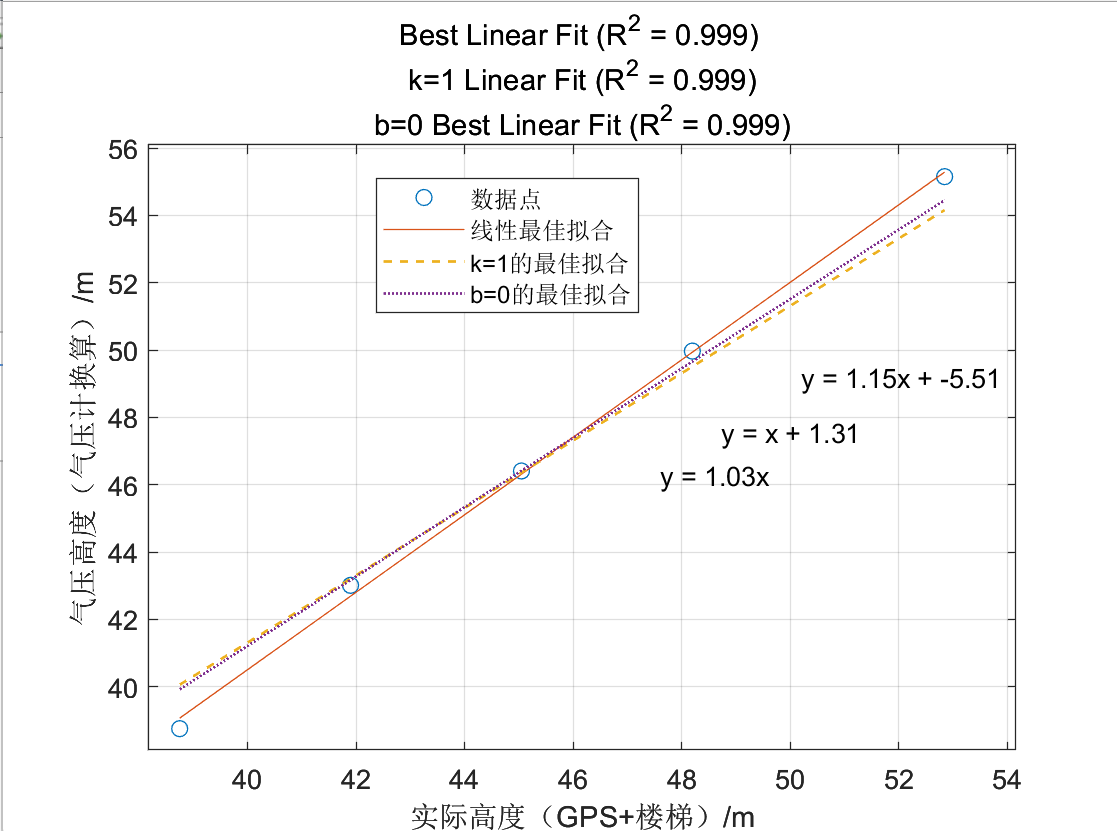 Best Linear Fit (R² = 0.999)
k=1 Linear Fit (R² = 0.999)
b=0 Best Linear Fit (R² = 0.999)
56
54
52
50
48
46
44
42
40
气压高度（气压计换算）/m
数据点
线性最佳拟合
k=1的最佳拟合
b=0的最佳拟合
y = 1.15x + -5.51
y = x + 1.31
y = 1.03x
40 42 44 46 48 50 52 54
实际高度（GPS+楼梯）/m